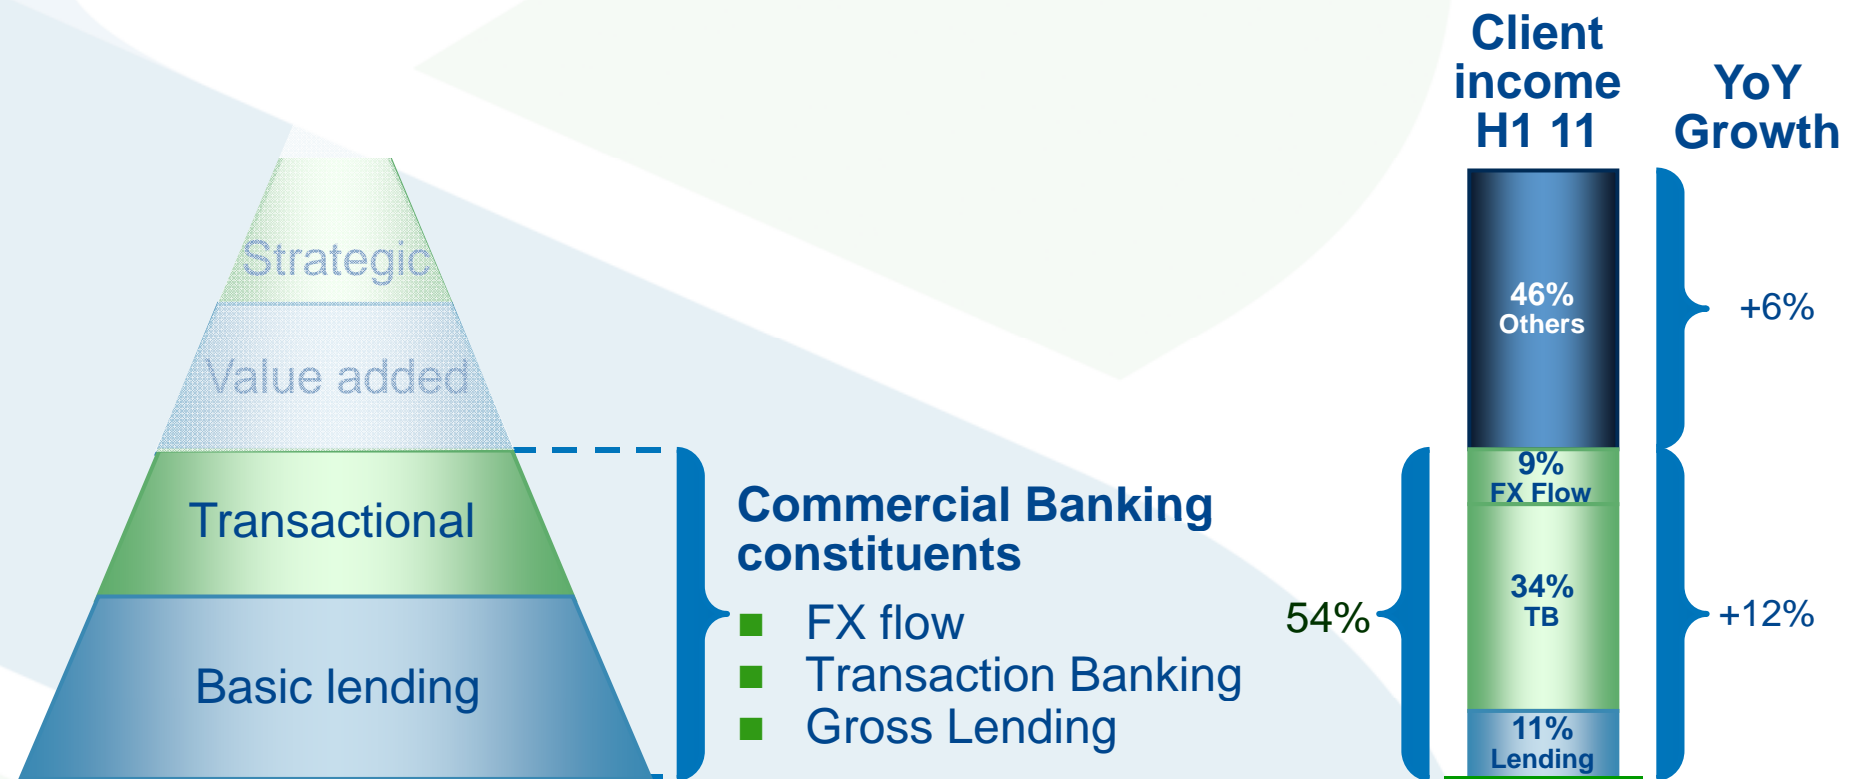 Client
income
H1 11
YoY
Growth
Strategic
Value added
Transactional
Basic lending
Commercial Banking
constituents
FX flow
Transaction Banking
Gross Lending
54%
46%
Others
9%
FX Flow
34%
TB
11%
Lending
+6%
+12%